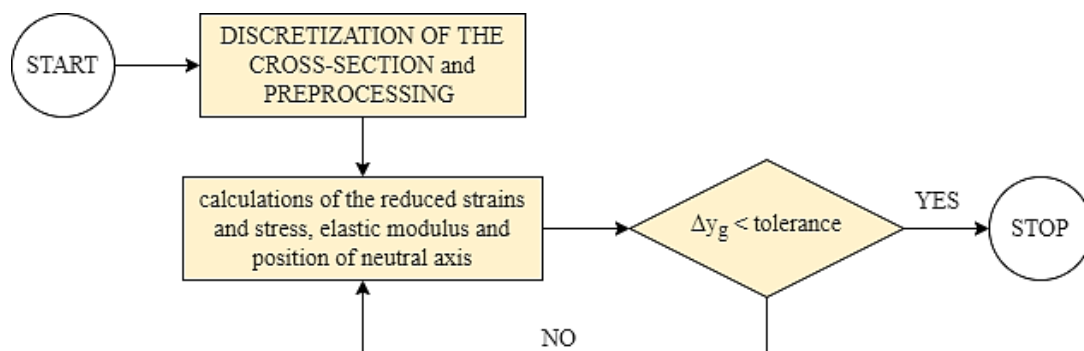 START
DISCRETIZATION OF THE
CROSS-SECTION and
PREPROCESSING
calculations of the reduced strains
and stress, elastic modulus and
position of neutral axis
Δy_g < tolerance
YES
STOP
NO